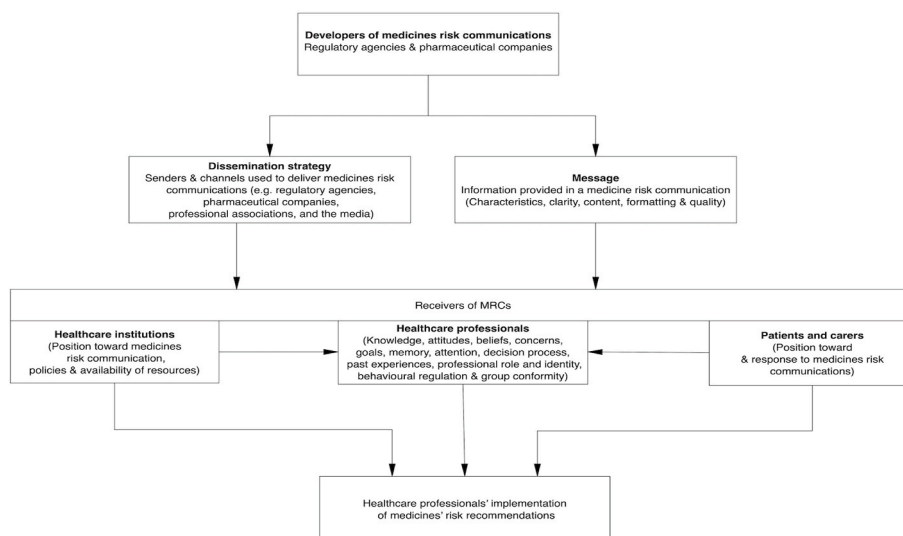 Developers of medicines risk communications
Regulatory agencies & pharmaceutical companies
Dissemination strategy
Senders & channels used to deliver medicines risk
communications (e.g. regulatory agencies,
pharmaceutical companies,
professional associations, and the media)
Message
Information provided in a medicine risk communication
(Characteristics, clarity, content, formatting & quality)
Receivers of MRCs
Healthcare institutions
(Position toward medicines
risk communication,
policies & availability of resources)
Healthcare professionals
(Knowledge, attitudes, beliefs, concerns,
goals, memory, attention, decision process,
past experiences, professional role and identity,
behavioural regulation & group conformity)
Patients and carers
(Position toward
& response to medicines risk
communications)
Healthcare professionals’ implementation
of medicines’ risk recommendations